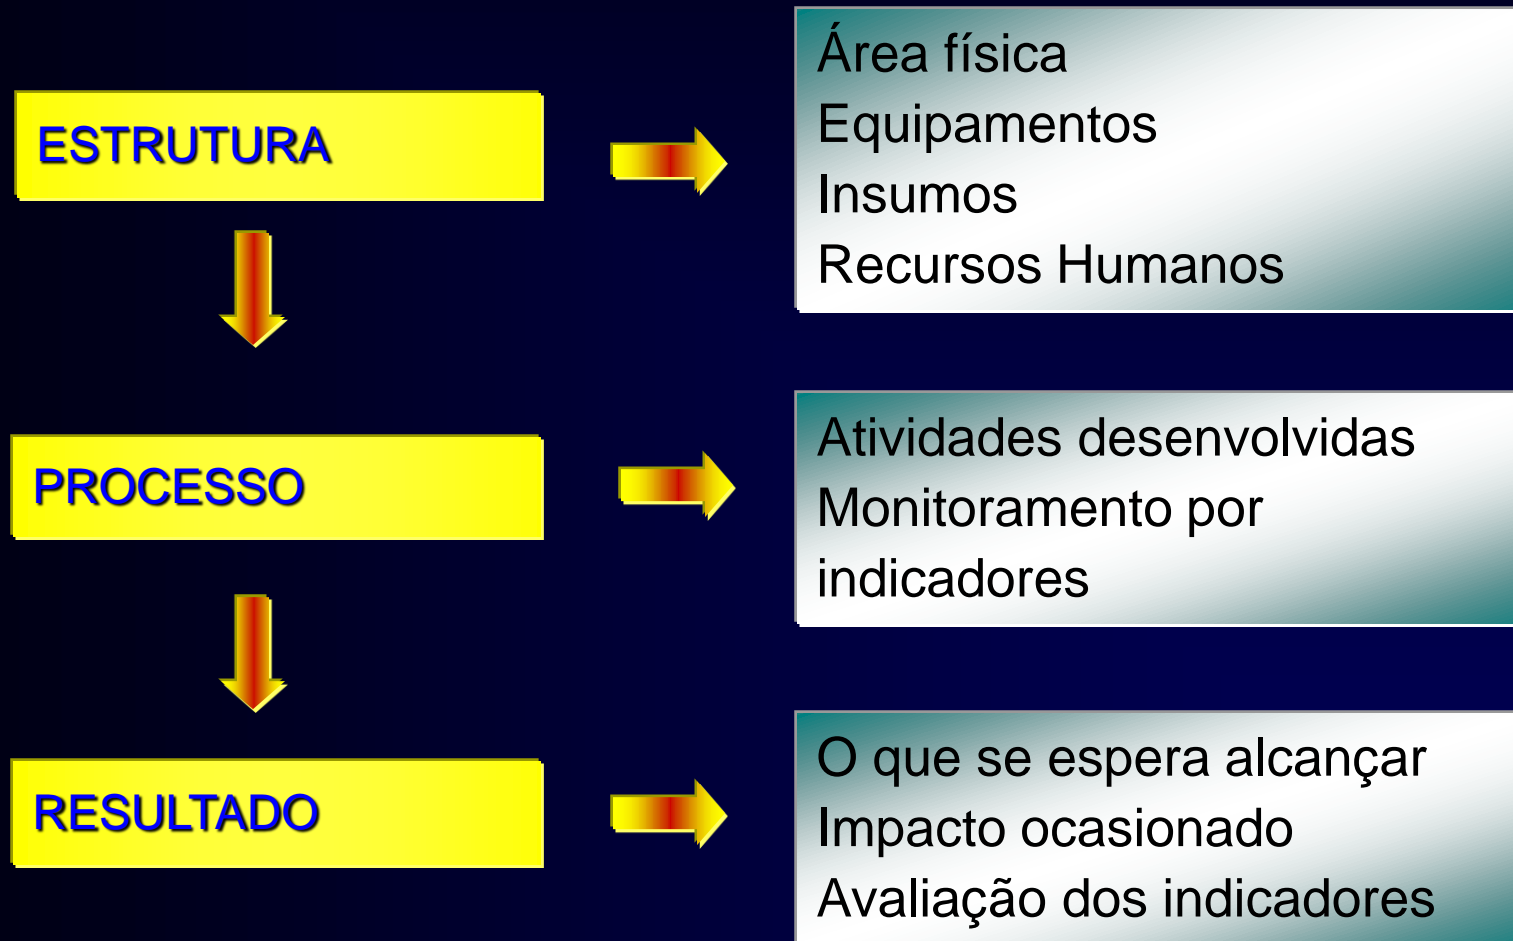 ESTRUTURA
Área física
Equipamentos
Insumos
Recursos Humanos
PROCESSO
Atividades desenvolvidas
Monitoramento por
indicadores
RESULTADO
O que se espera alcançar
Impacto ocasionado
Avaliação dos indicadores